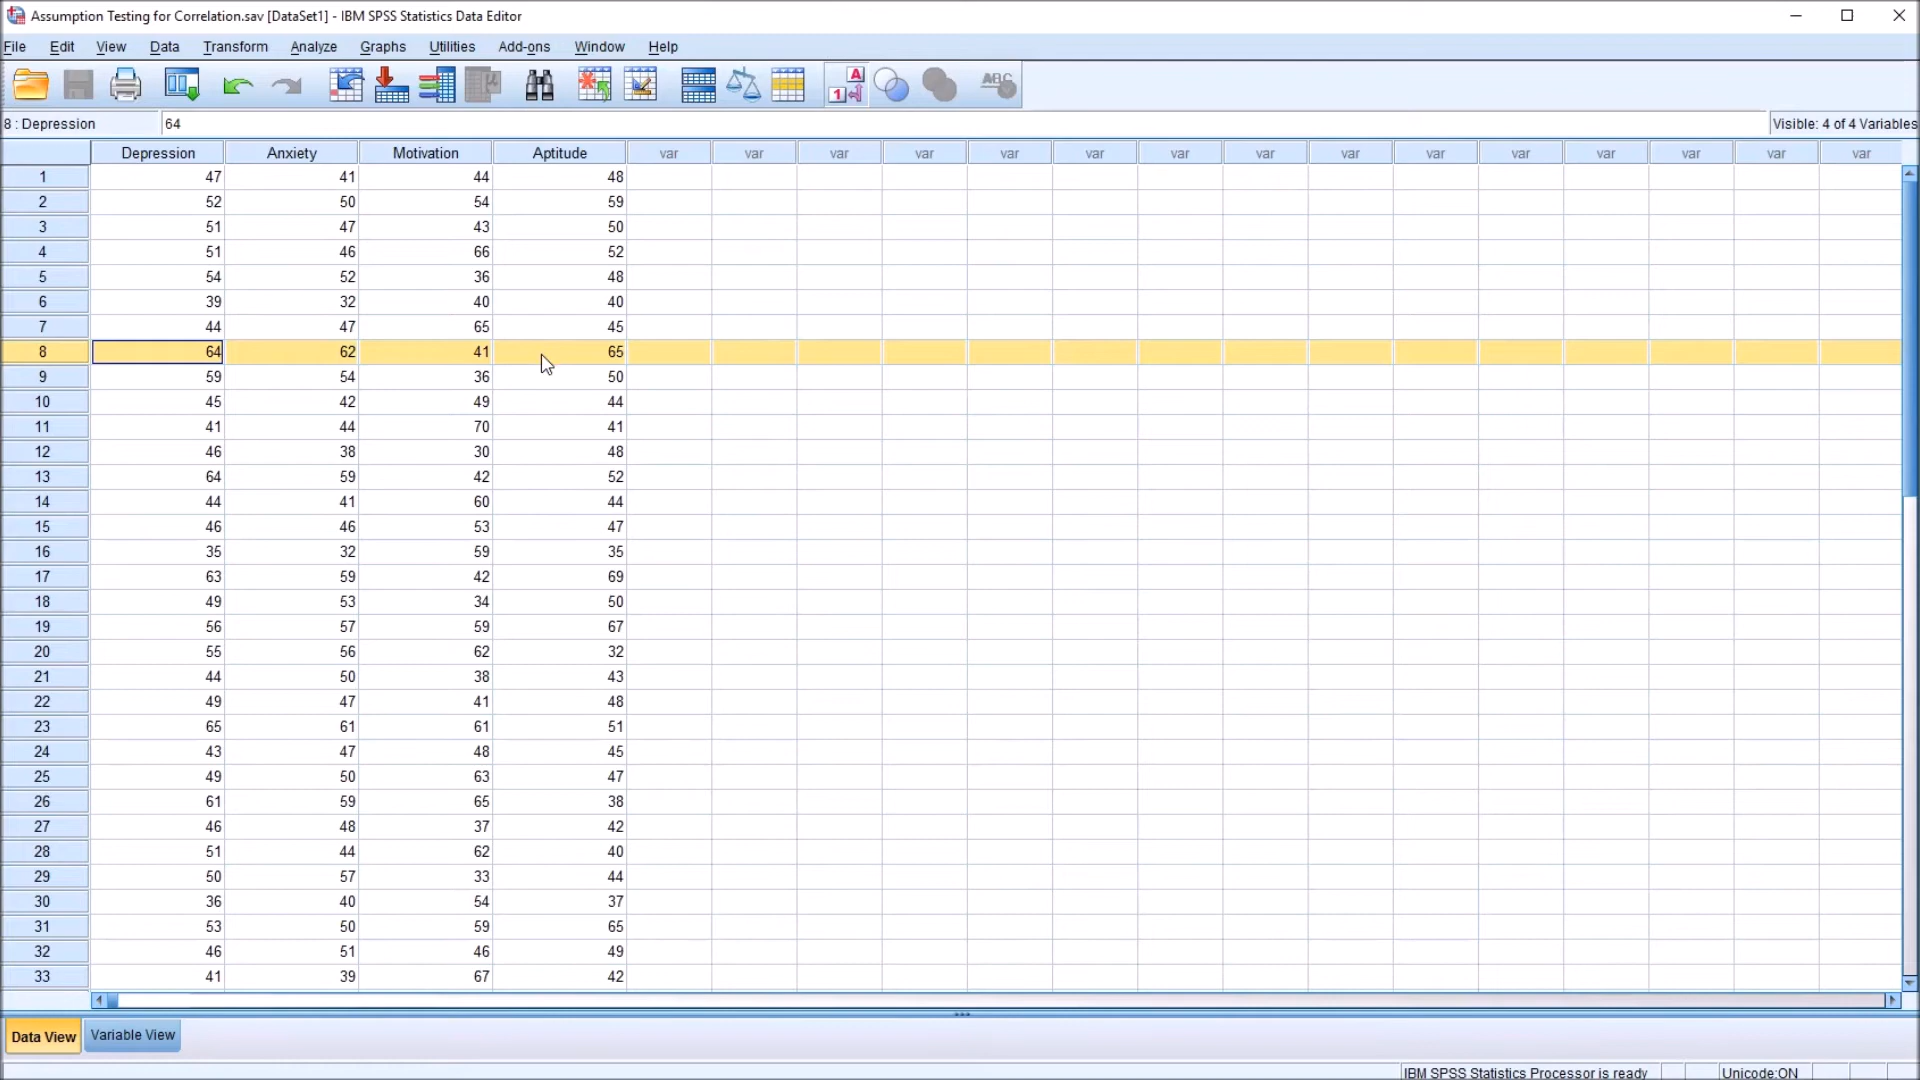 Assumption Testing for Correlation.sav [DataSet1] - IBM SPSS Statistics Data Editor
File Edit View Data Transform Analyze Graphs Utilities Add-ons Window Help
A
1
ABC
8 : Depression 64 Visible: 4 of 4 Variables
Depression Anxiety Motivation Aptitude var var var var var var var var var var var var var var var
1 47 41 44 48
2 52 50 54 59
3 51 47 43 50
4 51 46 66 52
5 54 52 36 48
6 39 32 40 40
7 44 47 65 45
8 64 62 41 65
9 59 54 36 50
10 45 42 49 44
11 41 44 70 41
12 46 38 30 48
13 64 59 42 52
14 44 41 60 44
15 46 46 53 47
16 35 32 59 35
17 63 59 42 69
18 49 53 34 50
19 56 57 59 67
20 55 56 62 32
21 44 50 38 43
22 49 47 41 48
23 65 61 61 51
24 43 47 48 45
25 49 50 63 47
26 61 59 65 38
27 46 48 37 42
28 51 44 62 40
29 50 57 33 44
30 36 40 54 37
31 53 50 59 65
32 46 51 46 49
33 41 39 67 42
Data View Variable View
IBM SPSS Statistics Processor is ready Unicode:ON